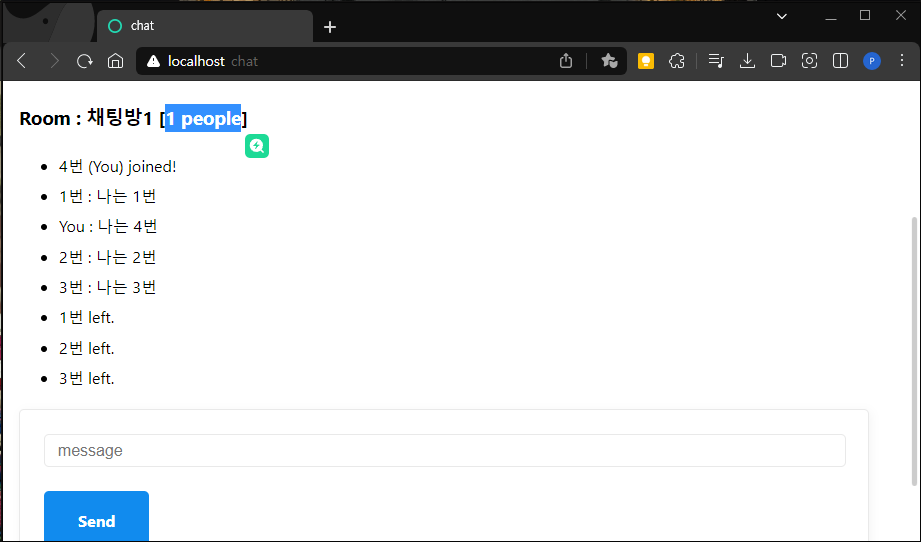 chat
localhost chat
P
Room : 채팅방1 [1 people]
4번 (You) joined!
1번 : 나는 1번
You : 나는 4번
2번 : 나는 2번
3번 : 나는 3번
1번 left.
2번 left.
3번 left.
message
Send